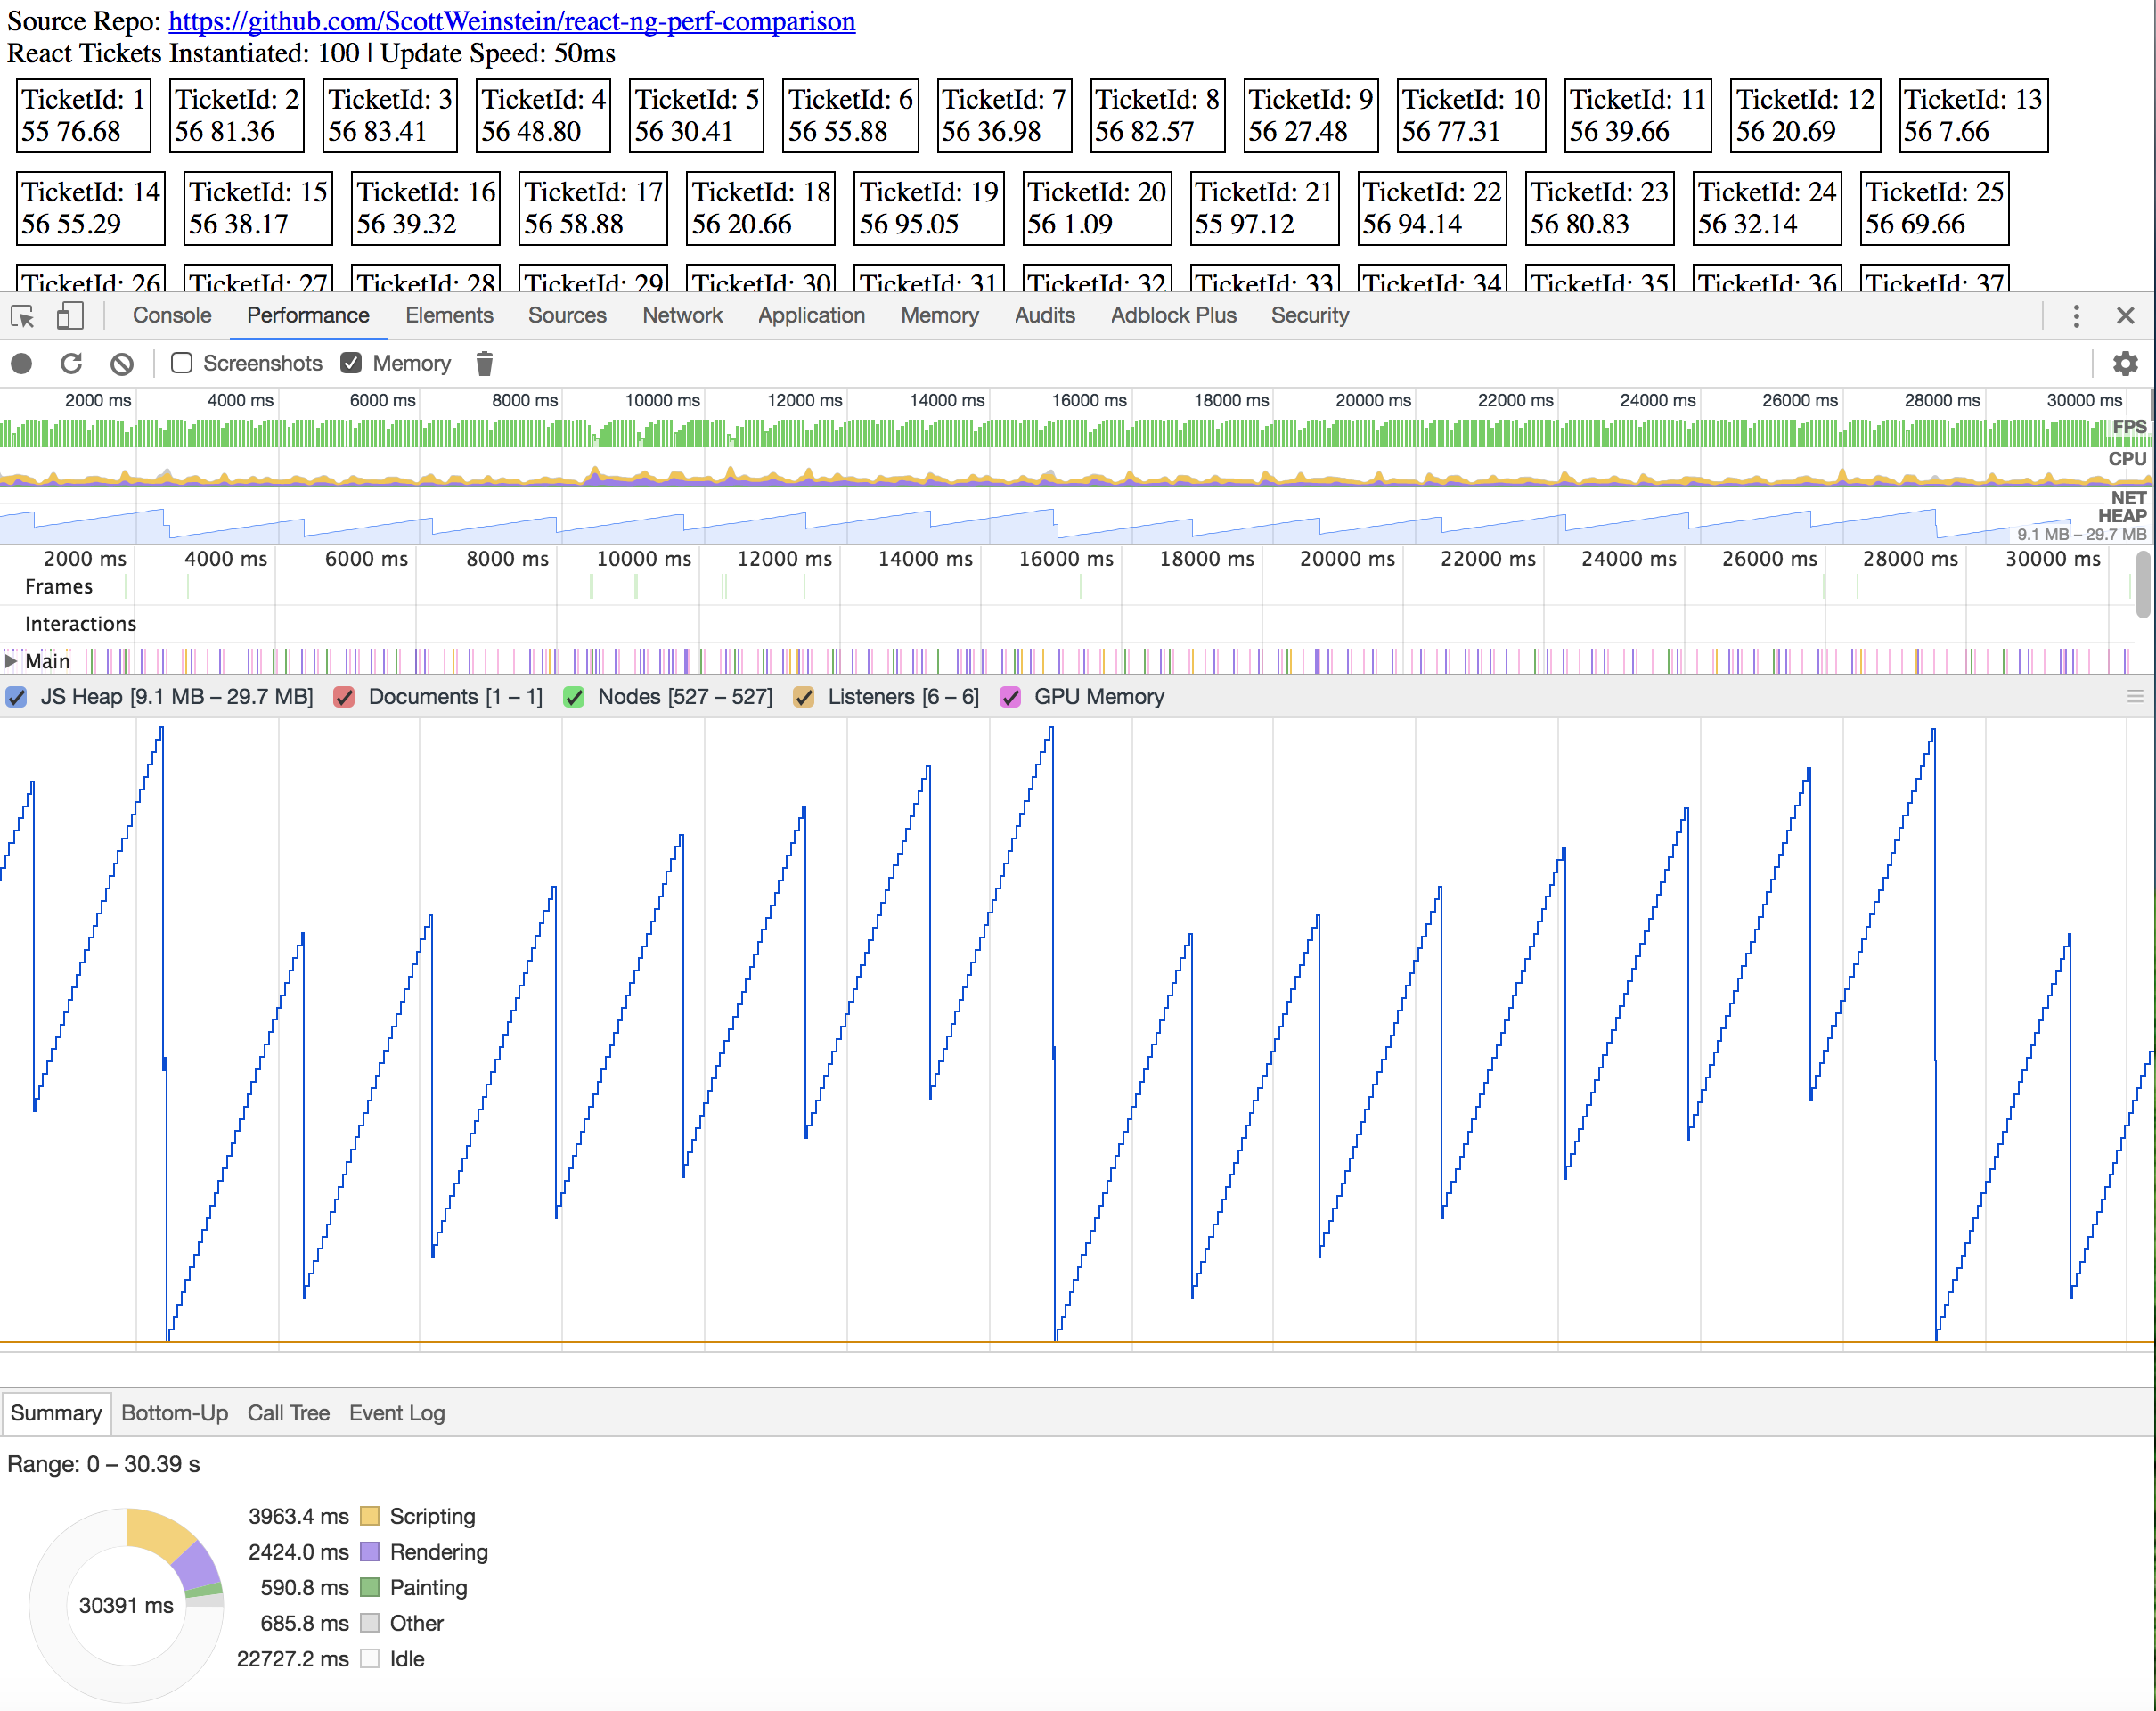 Source Repo: https://github.com/ScottWeinstein/react-ng-perf-comparison
React Tickets Instantiated: 100 | Update Speed: 50ms
TicketId: 1 TicketId: 2 TicketId: 3 TicketId: 4 TicketId: 5 TicketId: 6 TicketId: 7 TicketId: 8 TicketId: 9 TicketId: 10 TicketId: 11 TicketId: 12 TicketId: 13
55 76.68 56 81.36 56 83.41 56 48.80 56 30.41 56 55.88 56 36.98 56 82.57 56 27.48 56 77.31 56 39.66 56 20.69 56 7.66
TicketId: 14 TicketId: 15 TicketId: 16 TicketId: 17 TicketId: 18 TicketId: 19 TicketId: 20 TicketId: 21 TicketId: 22 TicketId: 23 TicketId: 24 TicketId: 25
56 55.29 56 38.17 56 39.32 56 58.88 56 20.66 56 95.05 56 1.09 55 97.12 56 94.14 56 80.83 56 32.14 56 69.66
TicketId: 26 TicketId: 27 TicketId: 28 TicketId: 29 TicketId: 30 TicketId: 31 TicketId: 32 TicketId: 33 TicketId: 34 TicketId: 35 TicketId: 36 TicketId: 37
Console Performance Elements Sources Network Application Memory Audits Adblock Plus Security
Screenshots Memory
2000 ms 4000 ms 6000 ms 8000 ms 10000 ms 12000 ms 14000 ms 16000 ms 18000 ms 20000 ms 22000 ms 24000 ms 26000 ms 28000 ms 30000 ms
FPS
CPU
NET
HEAP
9.1 MB – 29.7 MB
2000 ms 4000 ms 6000 ms 8000 ms 10000 ms 12000 ms 14000 ms 16000 ms 18000 ms 20000 ms 22000 ms 24000 ms 26000 ms 28000 ms 30000 ms
Frames
Interactions
Main
JS Heap [9.1 MB – 29.7 MB] Documents [1 – 1] Nodes [527 – 527] Listeners [6 – 6] GPU Memory
Summary Bottom-Up Call Tree Event Log
Range: 0 – 30.39 s
3963.4 ms Scripting
2424.0 ms Rendering
590.8 ms Painting
30391 ms
685.8 ms Other
22727.2 ms Idle